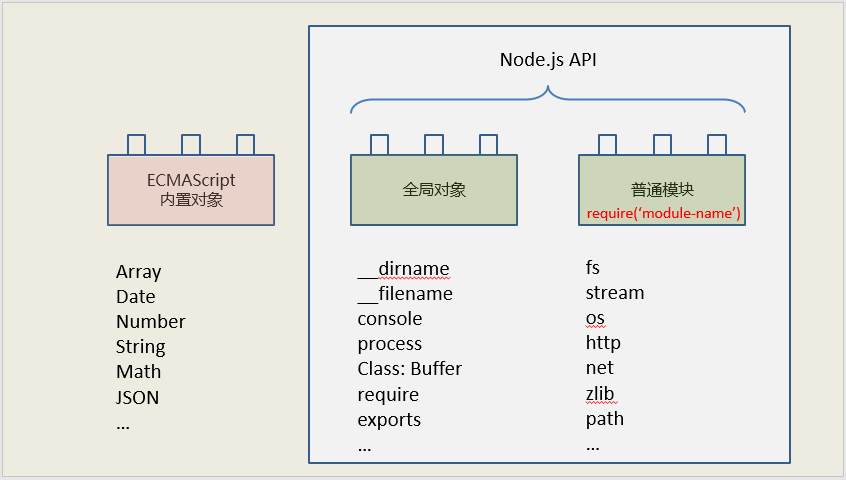 Node.js API
ECMAScript
内置对象
全局对象
普通模块
require(‘module-name’)
Array
Date
Number
String
Math
JSON
…
__dirname
__filename
console
process
Class: Buffer
require
exports
…
fs
stream
os
http
net
zlib
path
…